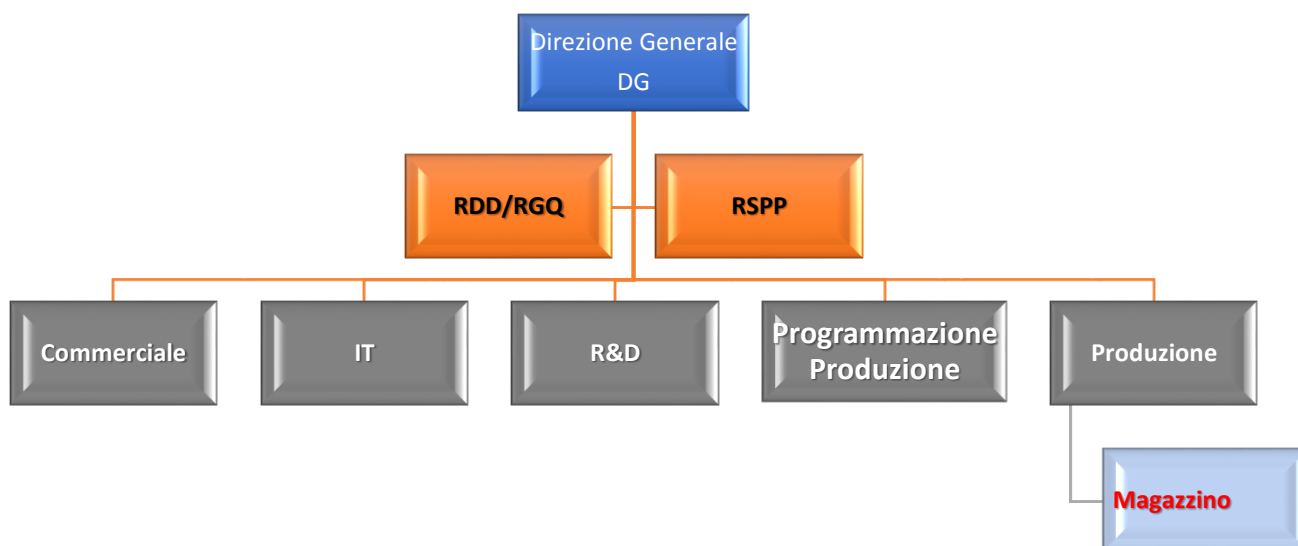 Direzione Generale
DG
RDD/RGQ
RSPP
Commerciale
IT
R&D
Programmazione
Produzione
Produzione
Magazzino